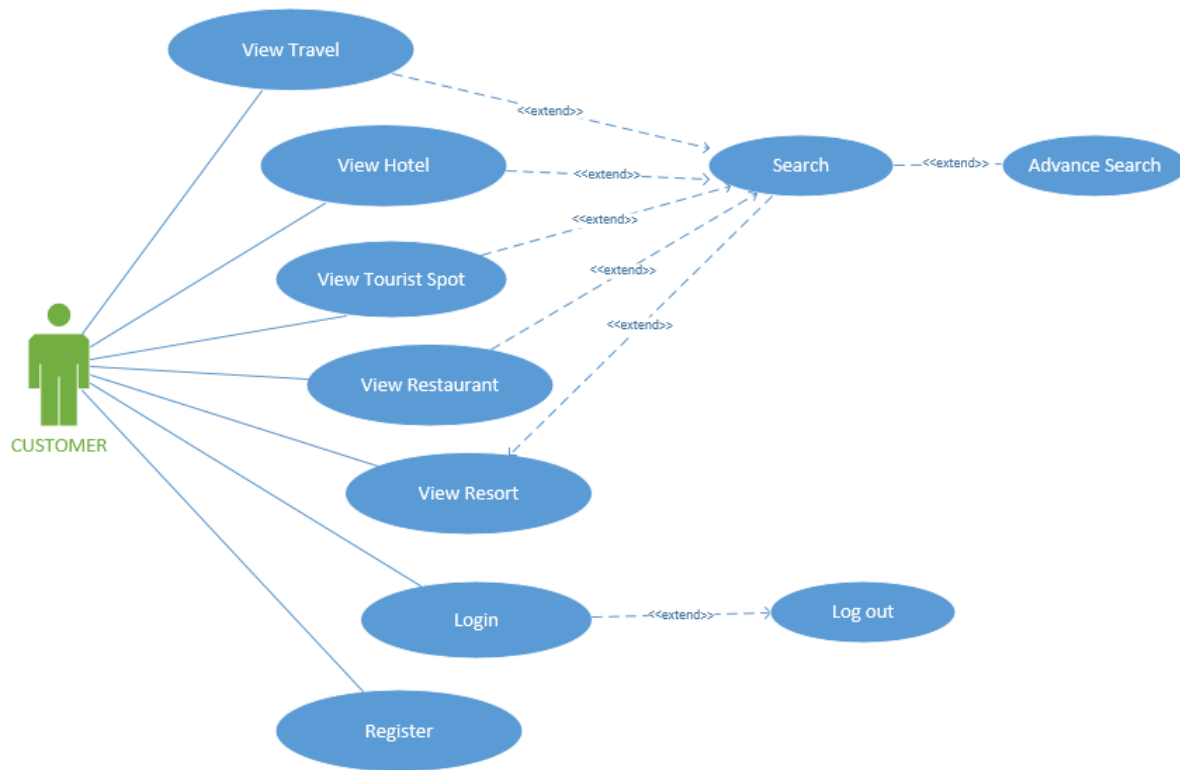 View Travel
<<extend>>
View Hotel
<<extend>>
Search
<<extend>>
Advance Search
<<extend>>
View Tourist Spot
<<extend>>
<<extend>>
View Restaurant
CUSTOMER
View Resort
Login
<<extend>>
Log out
Register